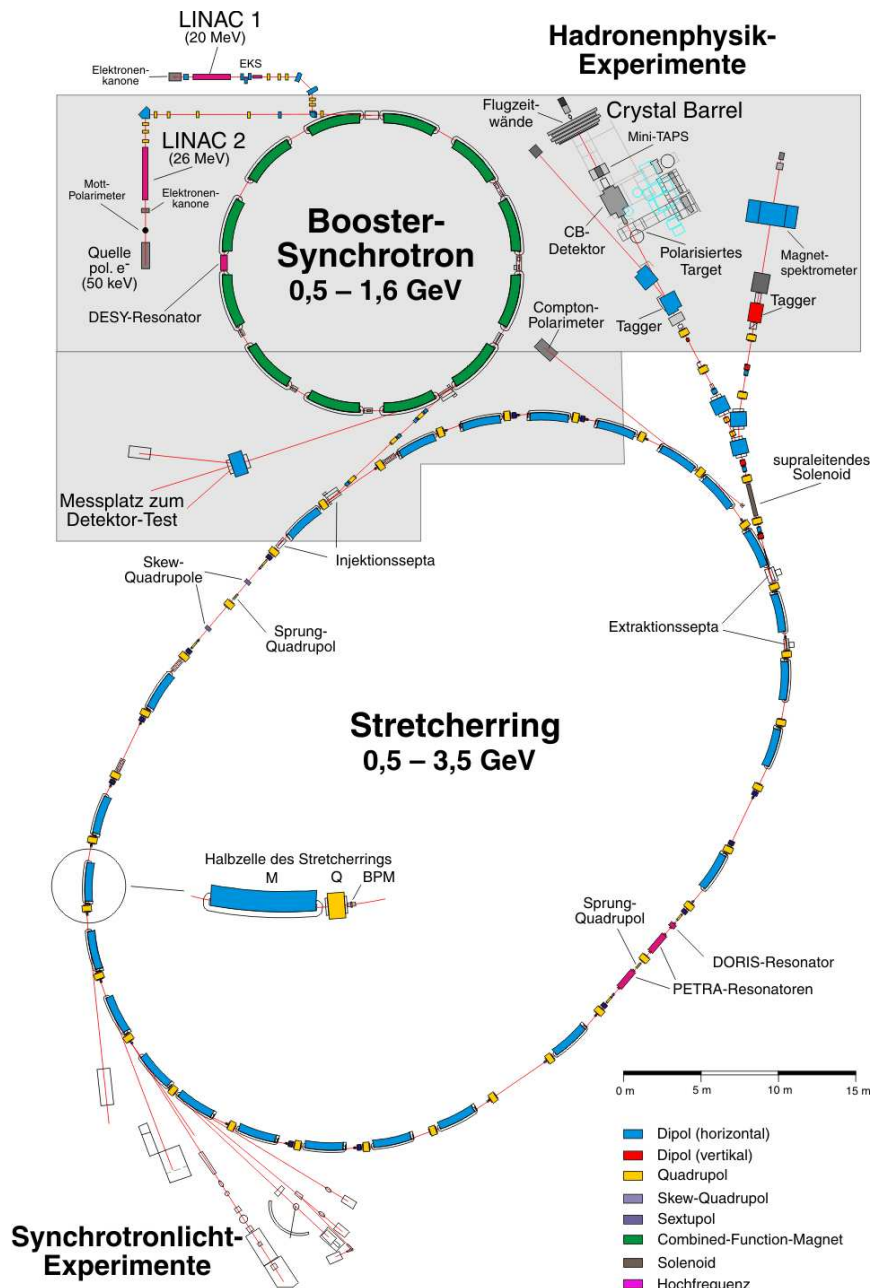 LINAC 1
(20 MeV)
Elektronen-
kanone
EKS
Hadronenphysik-
Experimente
Flugzeit-
wände
Crystal Barrel
Mini-TAPS
LINAC 2
(26 MeV)
Mott-
Polarimeter
Elektronen-
kanone
Quelle
pol. e-
(50 keV)
DESY-Resonator
Booster-
Synchrotron
0,5 – 1,6 GeV
CB-
Detektor
Polarisiertes
Target
Magnet-
spektrometer
Compton-
Polarimeter
Tagger
Tagger
Messplatz zum
Detektor-Test
supraleitendes
Solenoid
Injektionssepta
Skew-
Quadrupole
Sprung-
Quadrupol
Extraktionssepta
Stretcherring
0,5 – 3,5 GeV
Halbzelle des Stretcherrings
M
Q
BPM
Sprung-
Quadrupol
DORIS-Resonator
PETRA-Resonatoren
0 m
5 m
10 m
15 m
Dipol (horizontal)
Dipol (vertikal)
Quadrupol
Skew-Quadrupol
Sextupol
Combined-Function-Magnet
Solenoid
Hochfrequenz
Synchrotronlicht-
Experimente